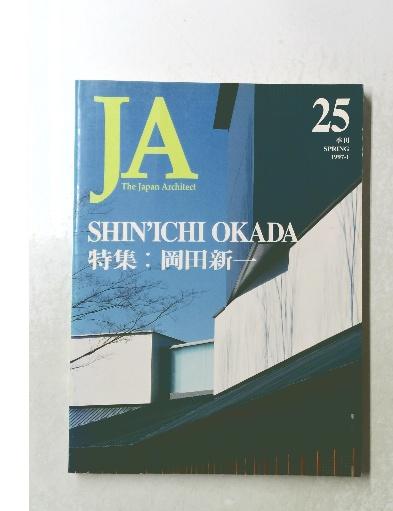 JA
The Japan Architect
25
季刊
SPRING
1997-1
SHIN'ICHI OKADA
特集：岡田新一